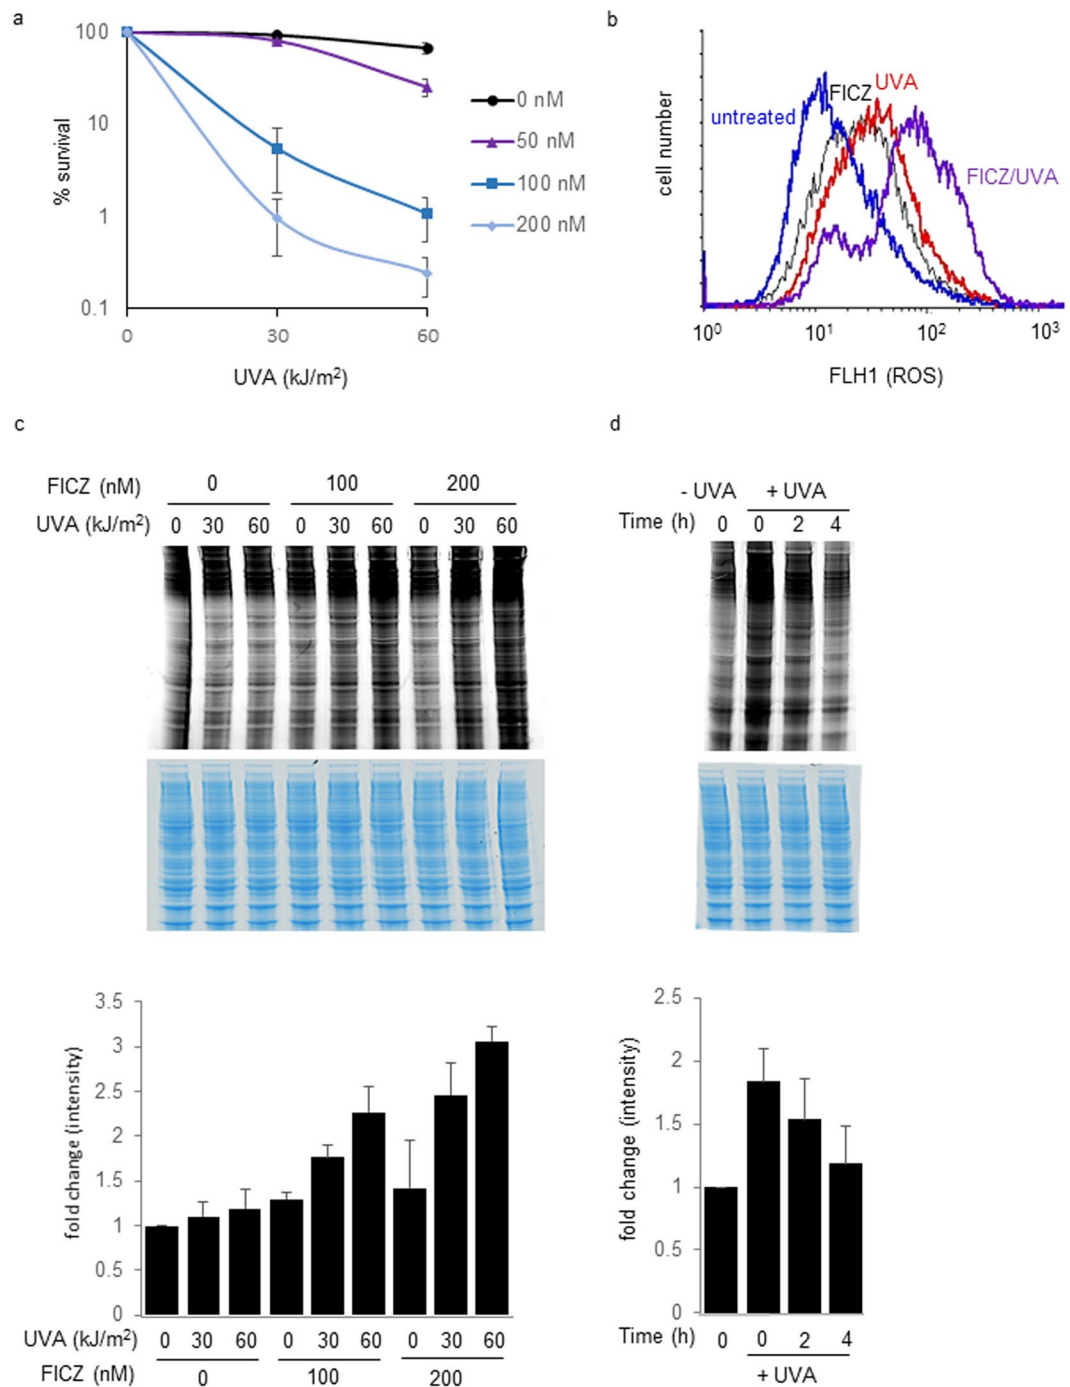 a
100
10
1
0.1
% survival
0
30
60
UVA (kJ/m²)
0 nM
50 nM
100 nM
200 nM
b
cell number
untreated
FICZ
UVA
FICZ/UVA
10⁰
10¹
10²
10³
FLH1 (ROS)
c
FICZ (nM) 0 100 200
UVA (kJ/m²) 0 30 60 0 30 60 0 30 60
fold change (intensity)
3.5
3
2.5
2
1.5
1
0.5
0
UVA (kJ/m²) 0 30 60 0 30 60 0 30 60
FICZ (nM) 0 100 200
d
- UVA + UVA
Time (h) 0 0 2 4
fold change (intensity)
2.5
2
1.5
1
0.5
0
Time (h) 0 0 2 4
+ UVA